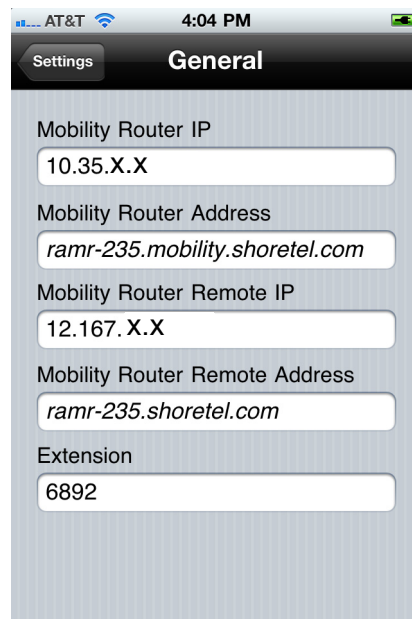 AT&T 4:04 PM
Settings General
Mobility Router IP
10.35.X.X
Mobility Router Address
ramr-235.mobility.shoretel.com
Mobility Router Remote IP
12.167. X.X
Mobility Router Remote Address
ramr-235.shoretel.com
Extension
6892